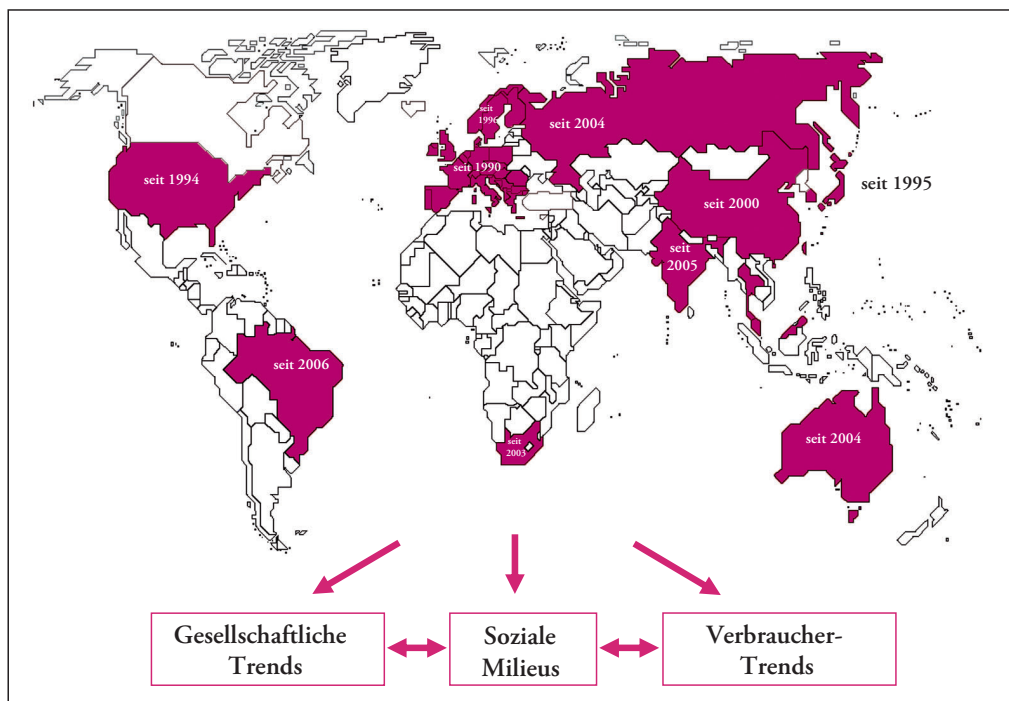 seit
1996
seit 2004
seit 1990
seit 1994
seit 1995
seit 2000
seit
2005
seit 2006
seit
2003
seit 2004
Gesellschaftliche
Trends
Soziale
Milieus
Verbraucher-
Trends